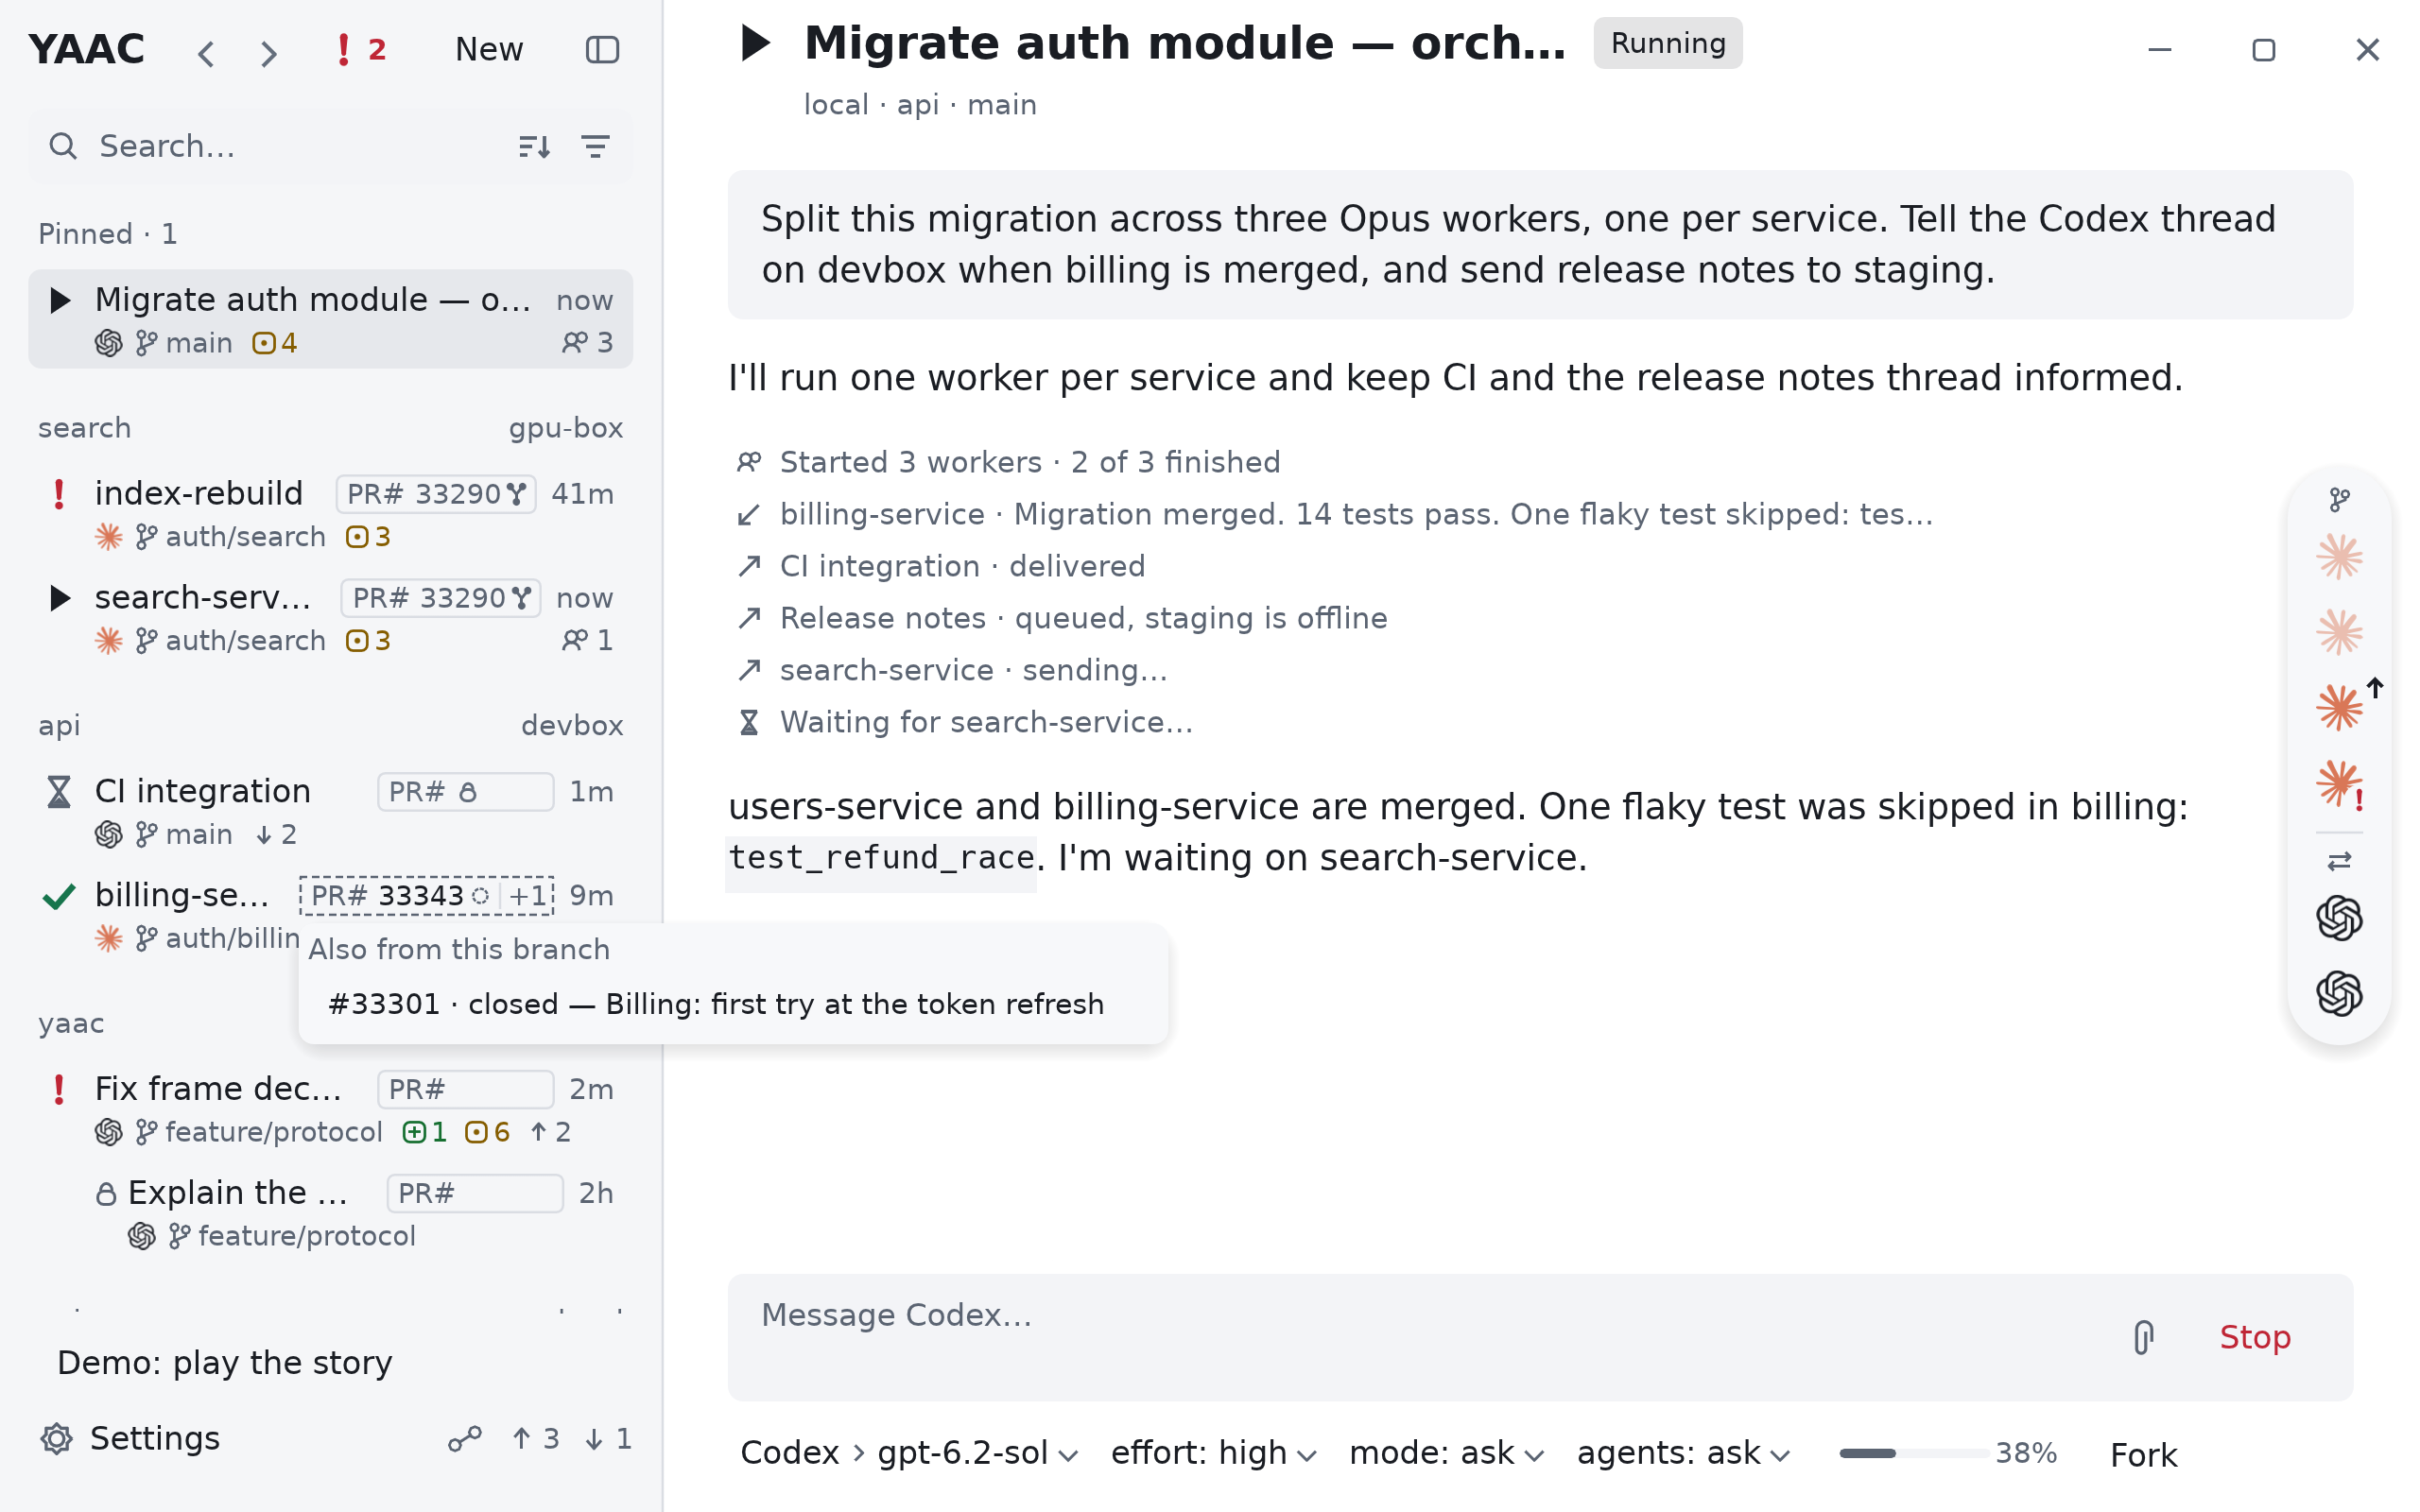 YAAC
! 2
New
Search...
Pinned · 1
Migrate auth module — o... now
main 4 3
search gpu-box
index-rebuild PR# 33290 41m
auth/search 3
search-serv... PR# 33290 now
auth/search 3 1
api devbox
CI integration PR# 1m
main ↓ 2
billing-se... PR# 33343 +1 9m
auth/billin
Also from this branch
#33301 · closed — Billing: first try at the token refresh
yaac
Fix frame dec... PR# 2m
feature/protocol 1 6 ↑ 2
Explain the ... PR# 2h
feature/protocol
Demo: play the story
Settings ↑ 3 ↓ 1
Migrate auth module — orch... Running
local · api · main
Split this migration across three Opus workers, one per service. Tell the Codex thread
on devbox when billing is merged, and send release notes to staging.
I'll run one worker per service and keep CI and the release notes thread informed.
Started 3 workers · 2 of 3 finished
billing-service · Migration merged. 14 tests pass. One flaky test skipped: tes...
CI integration · delivered
Release notes · queued, staging is offline
search-service · sending...
Waiting for search-service...
users-service and billing-service are merged. One flaky test was skipped in billing:
test_refund_race. I'm waiting on search-service.
Message Codex...
Stop
Codex > gpt-6.2-sol effort: high mode: ask agents: ask 38% Fork